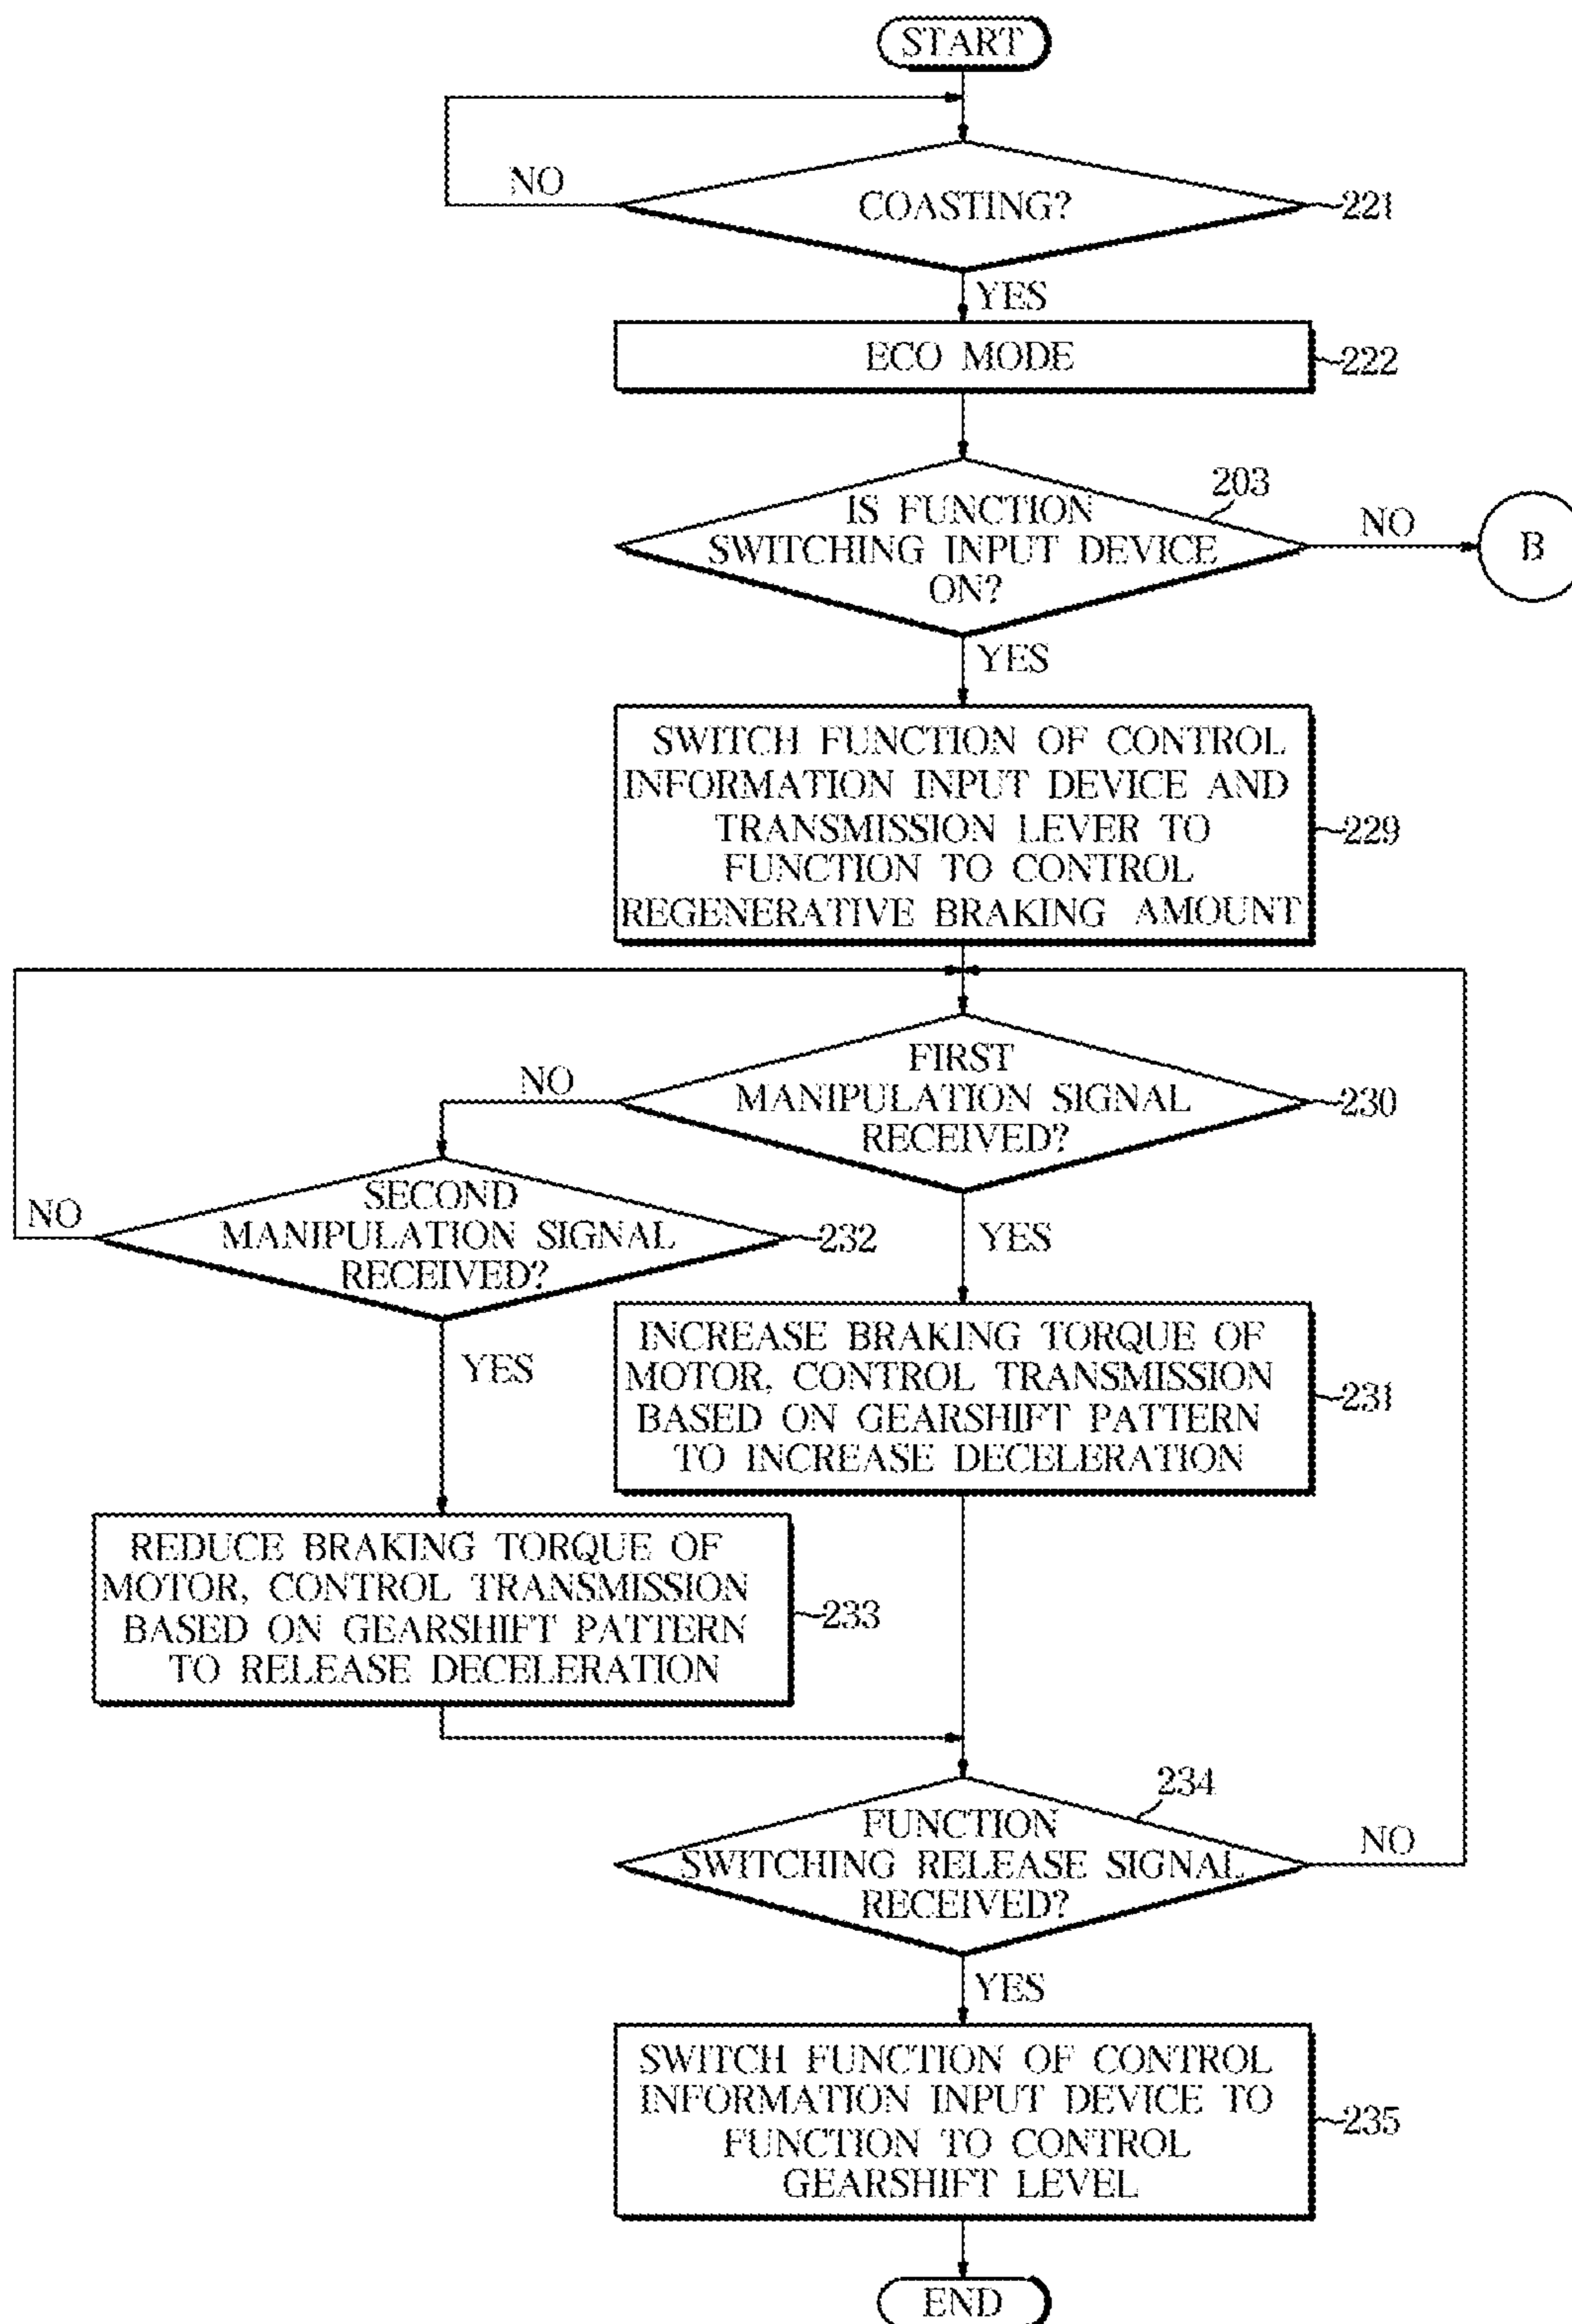 START
NO
COASTING?
221
YES
ECO MODE
222
203
IS FUNCTION
SWITCHING INPUT DEVICE
ON?
NO
B
YES
SWITCH FUNCTION OF CONTROL
INFORMATION INPUT DEVICE AND
TRANSMISSION LEVER TO
FUNCTION TO CONTROL
REGENERATIVE BRAKING AMOUNT
229
FIRST
MANIPULATION SIGNAL
RECEIVED?
230
NO
SECOND
MANIPULATION SIGNAL
RECEIVED?
232
NO
YES
YES
INCREASE BRAKING TORQUE OF
MOTOR, CONTROL TRANSMISSION
BASED ON GEARSHIFT PATTERN
TO INCREASE DECELERATION
231
REDUCE BRAKING TORQUE OF
MOTOR, CONTROL TRANSMISSION
BASED ON GEARSHIFT PATTERN
TO RELEASE DECELERATION
233
234
FUNCTION
SWITCHING RELEASE SIGNAL
RECEIVED?
NO
YES
SWITCH FUNCTION OF CONTROL
INFORMATION INPUT DEVICE TO
FUNCTION TO CONTROL
GEARSHIFT LEVEL
235
END